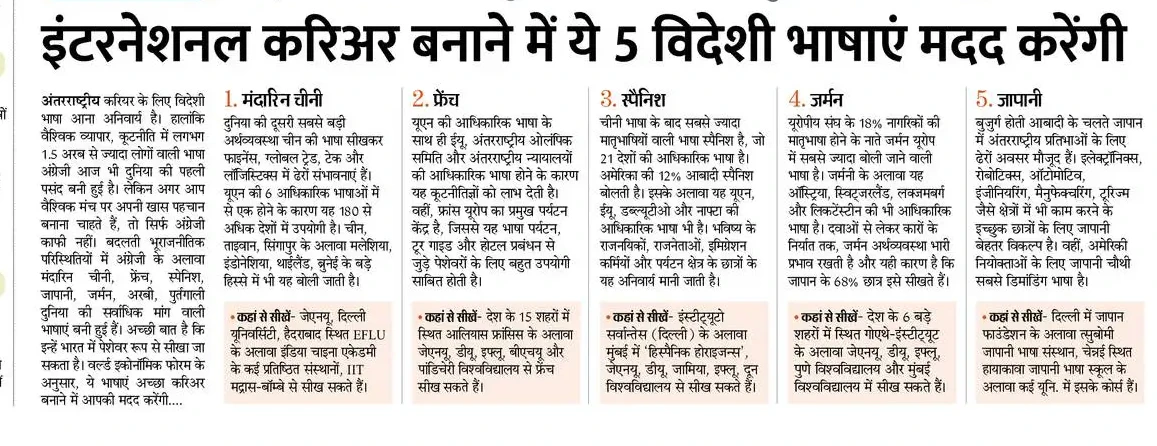 इंटरनेशनल करिअर बनाने में ये 5 विदेशी भाषाएं मदद करेंगी
अंतरराष्ट्रीय करियर के लिए विदेशी
भाषा आना अनिवार्य है। हालांकि
वैश्विक व्यापार, कूटनीति में लगभग
1.5 अरब से ज्यादा लोगों वाली भाषा
अंग्रेजी आज भी दुनिया की पहली
पसंद बनी हुई है। लेकिन अगर आप
वैश्विक मंच पर अपनी खास पहचान
बनाना चाहते हैं, तो सिर्फ अंग्रेजी
काफी नहीं। बदलती भूराजनीतिक
परिस्थितियों में अंग्रेजी के अलावा
मंदारिन चीनी, फ्रेंच, स्पेनिश,
जापानी, जर्मन, अरबी, पुर्तगाली
दुनिया की सर्वाधिक मांग वाली
भाषाएं बनी हुई हैं। अच्छी बात है कि
इन्हें भारत में पेशेवर रूप से सीखा जा
सकता है। वर्ल्ड इकोनॉमिक फोरम के
अनुसार, ये भाषाएं अच्छा करिअर
बनाने में आपकी मदद करेंगी....
1. मंदारिन चीनी
दुनिया की दूसरी सबसे बड़ी
अर्थव्यवस्था चीन की भाषा सीखकर
फाइनेंस, ग्लोबल ट्रेड, टेक और
लॉजिस्टिक्स में ढेरों संभावनाएं हैं।
यूएन की 6 आधिकारिक भाषाओं में
से एक होने के कारण यह 180 से
अधिक देशों में उपयोगी है। चीन,
ताइवान, सिंगापुर के अलावा मलेशिया,
इंडोनेशिया, थाईलैंड, ब्रुनेई के बड़े
हिस्से में भी यह बोली जाती है।
• कहां से सीखें- जेएनयू, दिल्ली
यूनिवर्सिटी, हैदराबाद स्थित EFLU
के अलावा इंडिया चाइना एकेडमी
के कई प्रतिष्ठित संस्थानों, IIT
मद्रास-बॉम्बे से सीख सकते हैं।
2. फ्रेंच
यूएन की आधिकारिक भाषा के
साथ ही ईयू, अंतरराष्ट्रीय ओलंपिक
समिति और अंतरराष्ट्रीय न्यायालयों
की आधिकारिक भाषा होने के कारण
यह कूटनीतिज्ञों को लाभ देती है।
वहीं, फ्रांस यूरोप का प्रमुख पर्यटन
केंद्र है, जिससे यह भाषा पर्यटन,
टूर गाइड और होटल प्रबंधन से
जुड़े पेशेवरों के लिए बहुत उपयोगी
साबित होती है।
• कहां से सीखें- देश के 15 शहरों में
स्थित आलियास फ्रांसिस के अलावा
जेएनयू, डीयू, इफ्लू, बीएचयू और
पांडिचेरी विश्वविद्यालय से फ्रेंच
सीख सकते हैं।
3. स्पैनिश
चीनी भाषा के बाद सबसे ज्यादा
मातृभाषियों वाली भाषा स्पैनिश है, जो
21 देशों की आधिकारिक भाषा है।
अमेरिका की 12% आबादी स्पैनिश
बोलती है। इसके अलावा यह यूएन,
ईयू, डब्ल्यूटीओ और नाफ्टा की
आधिकारिक भाषा भी है। भविष्य के
राजनयिकों, राजनेताओं, इमिग्रेशन
कर्मियों और पर्यटन क्षेत्र के छात्रों के
यह अनिवार्य मानी जाती है।
• कहां से सीखें- इंस्टीट्यूटो
सर्वान्तेस (दिल्ली) के अलावा
मुंबई में 'हिस्पैनिक होराइजन्स',
जेएनयू, डीयू, जामिया, इफ्लू, दून
विश्वविद्यालय से सीख सकते हैं।
4. जर्मन
यूरोपीय संघ के 18% नागरिकों की
मातृभाषा होने के नाते जर्मन यूरोप
में सबसे ज्यादा बोली जाने वाली
भाषा है। जर्मनी के अलावा यह
ऑस्ट्रिया, स्विट्जरलैंड, लक्जमबर्ग
और लिकटेंस्टीन की भी आधिकारिक
भाषा है। दवाओं से लेकर कारों के
निर्यात तक, जर्मन अर्थव्यवस्था भारी
प्रभाव रखती है और यही कारण है कि
जापान के 68% छात्र इसे सीखते हैं।
• कहां से सीखें- देश के 6 बड़े
शहरों में स्थित गोएथे-इंस्टीट्यूट
के अलावा जेएनयू, डीयू, इफ्लू,
पुणे विश्वविद्यालय और मुंबई
विश्वविद्यालय में सीख सकते हैं।
5. जापानी
बुजुर्ग होती आबादी के चलते जापान
में अंतरराष्ट्रीय प्रतिभाओं के लिए
ढेरों अवसर मौजूद हैं। इलेक्ट्रॉनिक्स,
रोबोटिक्स, ऑटोमोटिव,
इंजीनियरिंग, मैनुफेक्चरिंग, टूरिज्म
जैसे क्षेत्रों में भी काम करने के
इच्छुक छात्रों के लिए जापानी
बेहतर विकल्प है। वहीं, अमेरिकी
नियोक्ताओं के लिए जापानी चौथी
सबसे डिमांडिंग भाषा है।
• कहां से सीखें- दिल्ली में जापान
फाउंडेशन के अलावा त्सुबोमी
जापानी भाषा संस्थान, चेन्नई स्थित
हायाकावा जापानी भाषा स्कूल के
अलावा कई यूनि. में इसके कोर्स हैं।